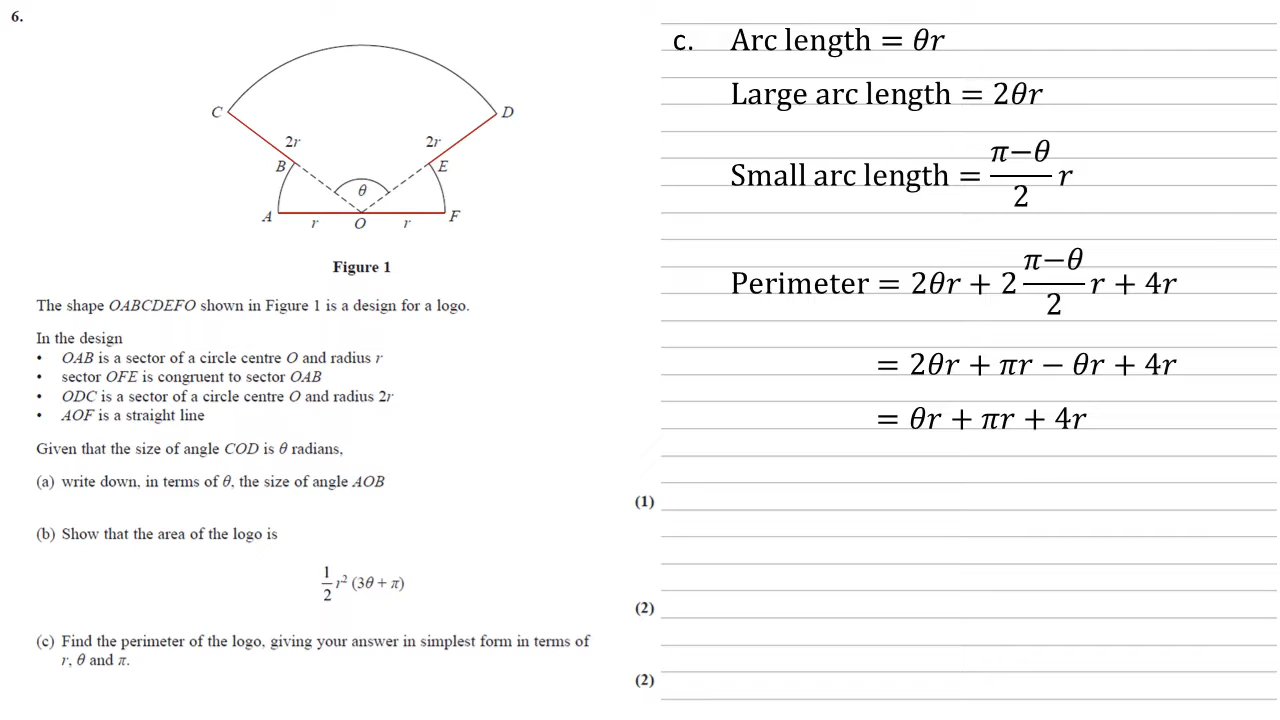 6.
C
D
2r
2r
B
E
θ
A
F
r
O
r
Figure 1
The shape OABCDEFO shown in Figure 1 is a design for a logo.
In the design
• OAB is a sector of a circle centre O and radius r
• sector OFE is congruent to sector OAB
• ODC is a sector of a circle centre O and radius 2r
• AOF is a straight line
Given that the size of angle COD is θ radians,
(a) write down, in terms of θ, the size of angle AOB
(1)
(b) Show that the area of the logo is
1/2 r² (3θ + π)
(2)
(c) Find the perimeter of the logo, giving your answer in simplest form in terms of
r, θ and π.
(2)
c. Arc length = θr
Large arc length = 2θr
Small arc length = (π−θ)/2 r
Perimeter = 2θr + 2 (π−θ)/2 r + 4r
= 2θr + πr − θr + 4r
= θr + πr + 4r